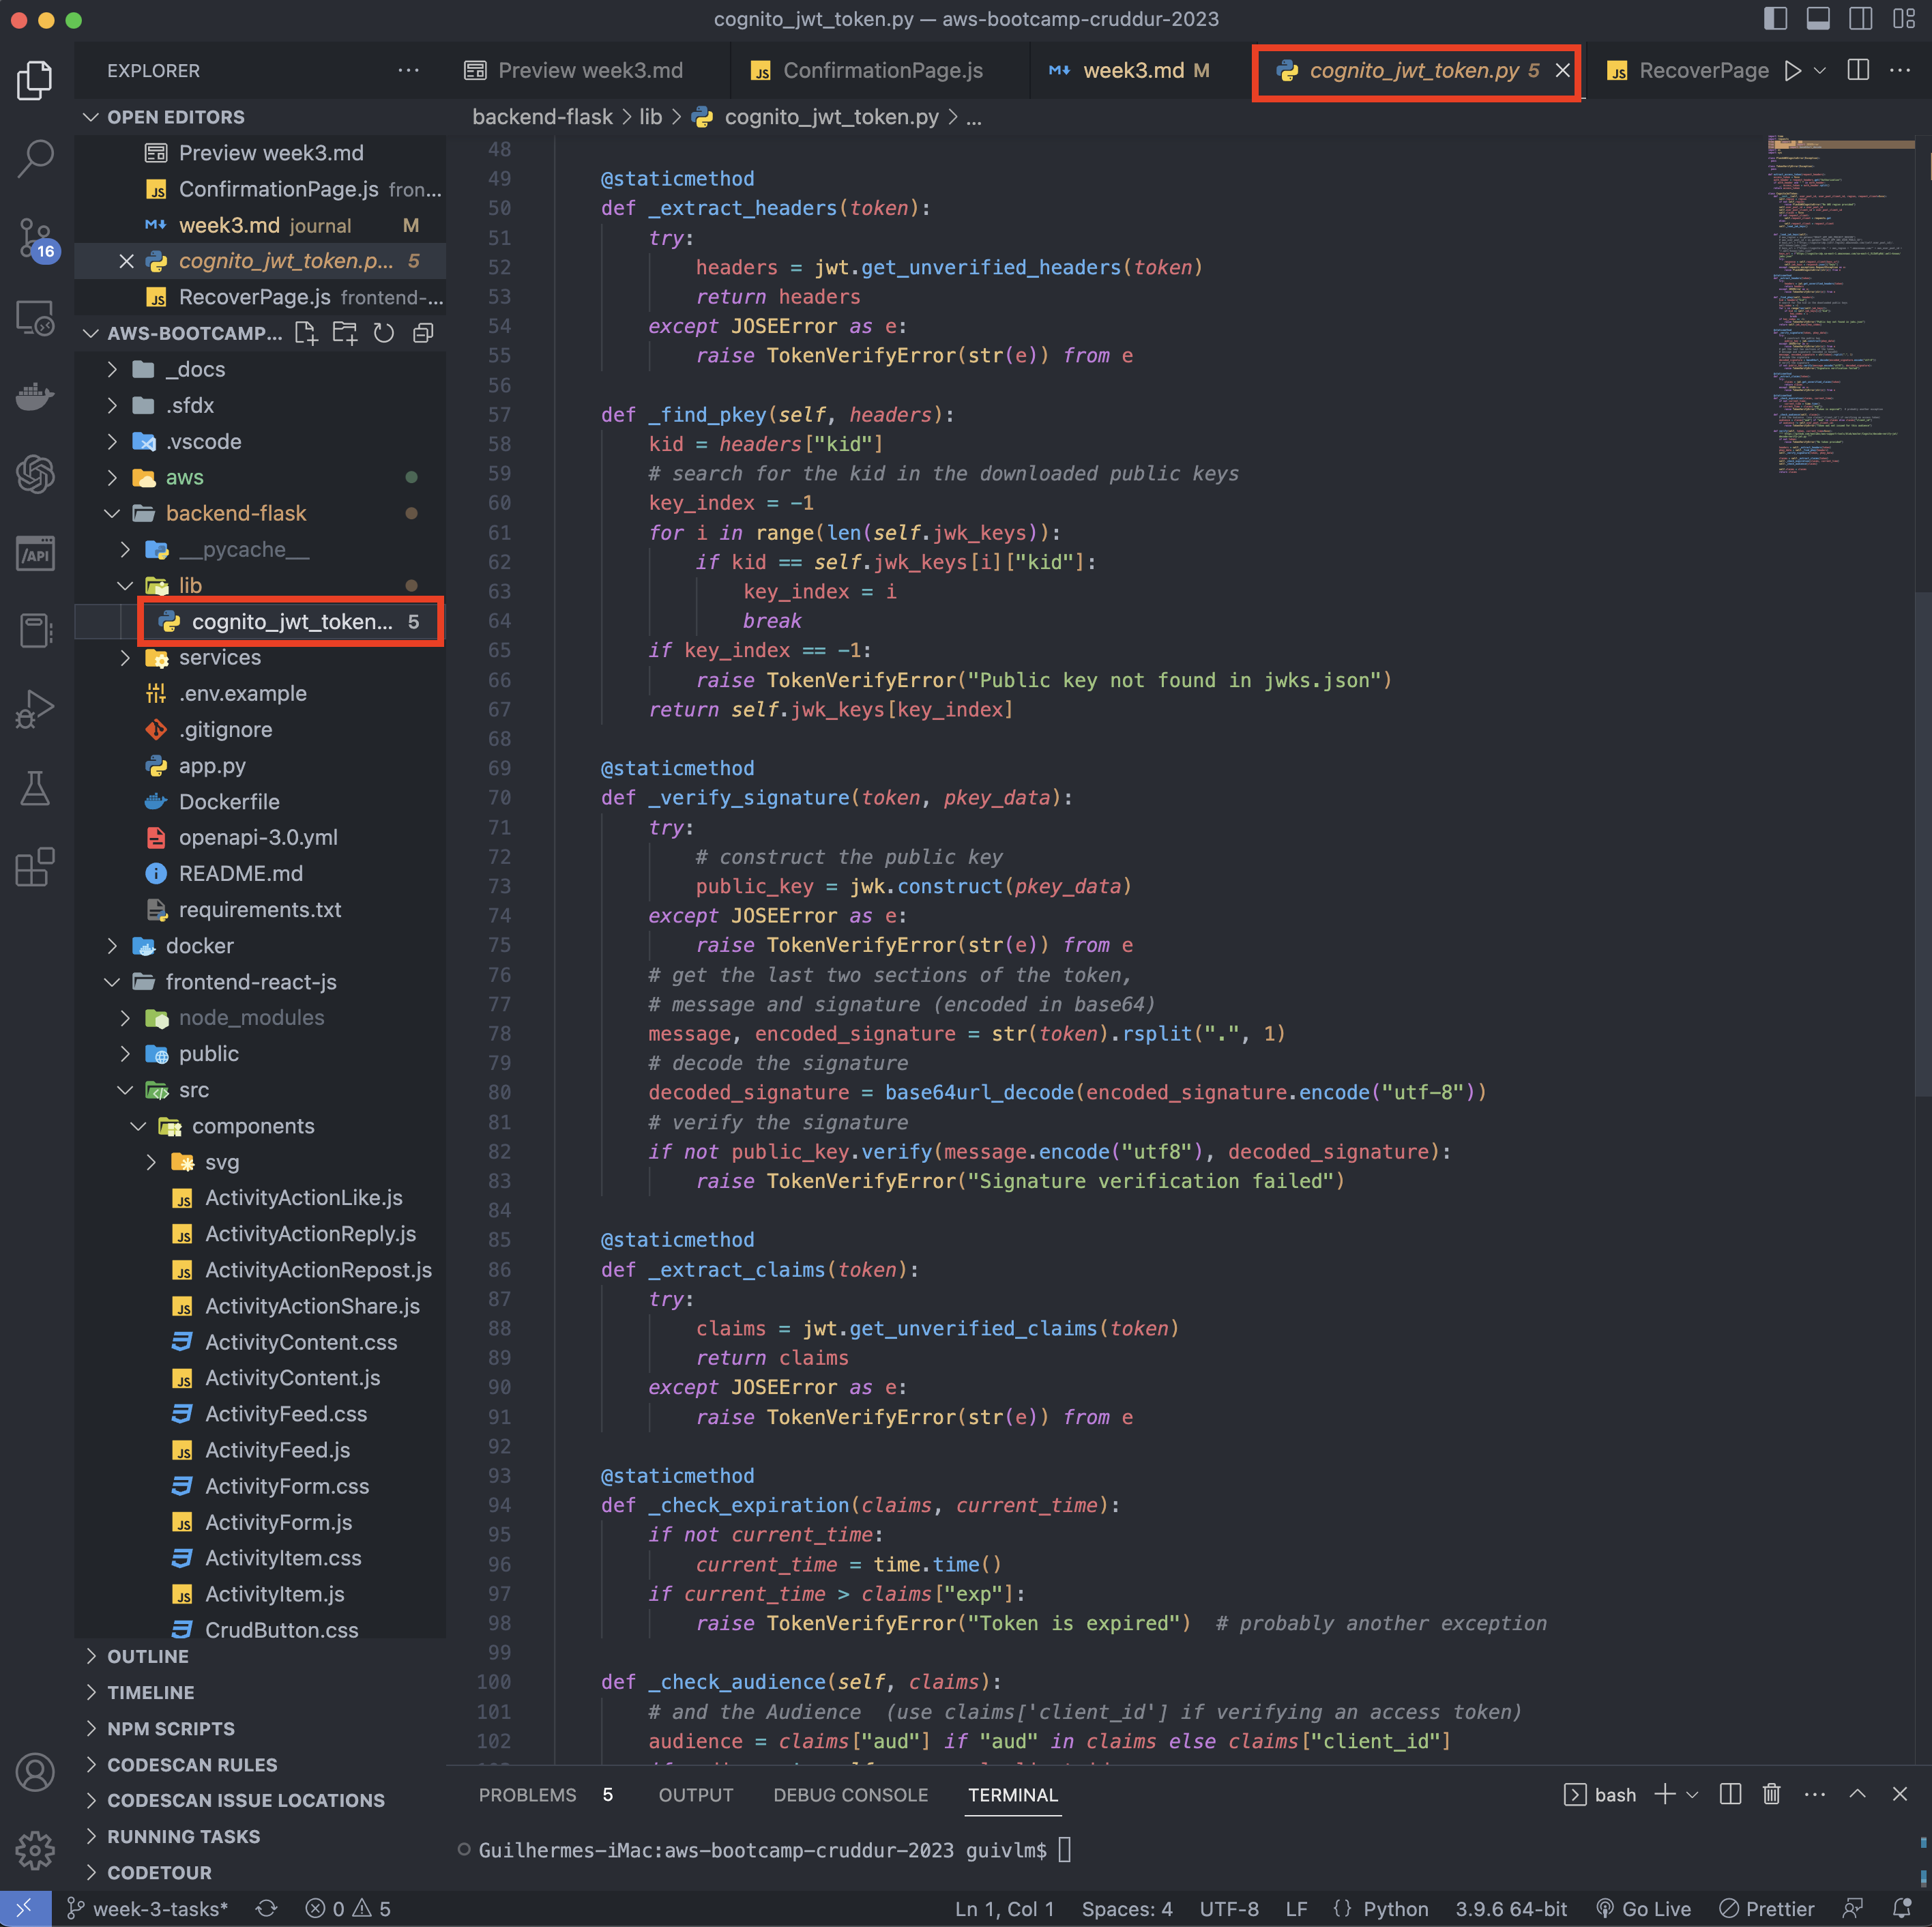 cognito_jwt_token.py — aws-bootcamp-cruddur-2023
EXPLORER
Preview week3.md
ConfirmationPage.js
week3.md M
cognito_jwt_token.py 5
RecoverPage
OPEN EDITORS
Preview week3.md
ConfirmationPage.js fron...
week3.md journal M
cognito_jwt_token.p... 5
RecoverPage.js frontend-...
AWS-BOOTCAMP...
_docs
.sfdx
.vscode
aws
backend-flask
__pycache__
lib
cognito_jwt_token... 5
services
.env.example
.gitignore
app.py
Dockerfile
openapi-3.0.yml
README.md
requirements.txt
docker
frontend-react-js
node_modules
public
src
components
svg
ActivityActionLike.js
ActivityActionReply.js
ActivityActionRepost.js
ActivityActionShare.js
ActivityContent.css
ActivityContent.js
ActivityFeed.css
ActivityFeed.js
ActivityForm.css
ActivityForm.js
ActivityItem.css
ActivityItem.js
CrudButton.css
OUTLINE
TIMELINE
NPM SCRIPTS
CODESCAN RULES
CODESCAN ISSUE LOCATIONS
RUNNING TASKS
CODETOUR
16
backend-flask > lib > cognito_jwt_token.py > ...
48
49 @staticmethod
50 def _extract_headers(token):
51 try:
52 headers = jwt.get_unverified_headers(token)
53 return headers
54 except JOSEError as e:
55 raise TokenVerifyError(str(e)) from e
56
57 def _find_pkey(self, headers):
58 kid = headers["kid"]
59 # search for the kid in the downloaded public keys
60 key_index = -1
61 for i in range(len(self.jwk_keys)):
62 if kid == self.jwk_keys[i]["kid"]:
63 key_index = i
64 break
65 if key_index == -1:
66 raise TokenVerifyError("Public key not found in jwks.json")
67 return self.jwk_keys[key_index]
68
69 @staticmethod
70 def _verify_signature(token, pkey_data):
71 try:
72 # construct the public key
73 public_key = jwk.construct(pkey_data)
74 except JOSEError as e:
75 raise TokenVerifyError(str(e)) from e
76 # get the last two sections of the token,
77 # message and signature (encoded in base64)
78 message, encoded_signature = str(token).rsplit(".", 1)
79 # decode the signature
80 decoded_signature = base64url_decode(encoded_signature.encode("utf-8"))
81 # verify the signature
82 if not public_key.verify(message.encode("utf8"), decoded_signature):
83 raise TokenVerifyError("Signature verification failed")
84
85 @staticmethod
86 def _extract_claims(token):
87 try:
88 claims = jwt.get_unverified_claims(token)
89 return claims
90 except JOSEError as e:
91 raise TokenVerifyError(str(e)) from e
92
93 @staticmethod
94 def _check_expiration(claims, current_time):
95 if not current_time:
96 current_time = time.time()
97 if current_time > claims["exp"]:
98 raise TokenVerifyError("Token is expired") # probably another exception
99
100 def _check_audience(self, claims):
101 # and the Audience (use claims['client_id'] if verifying an access token)
102 audience = claims["aud"] if "aud" in claims else claims["client_id"]
PROBLEMS 5 OUTPUT DEBUG CONSOLE TERMINAL
bash
Guilhermes-iMac:aws-bootcamp-cruddur-2023 guivlm$
week-3-tasks* 0 5
Ln 1, Col 1 Spaces: 4 UTF-8 LF {} Python 3.9.6 64-bit Go Live Prettier